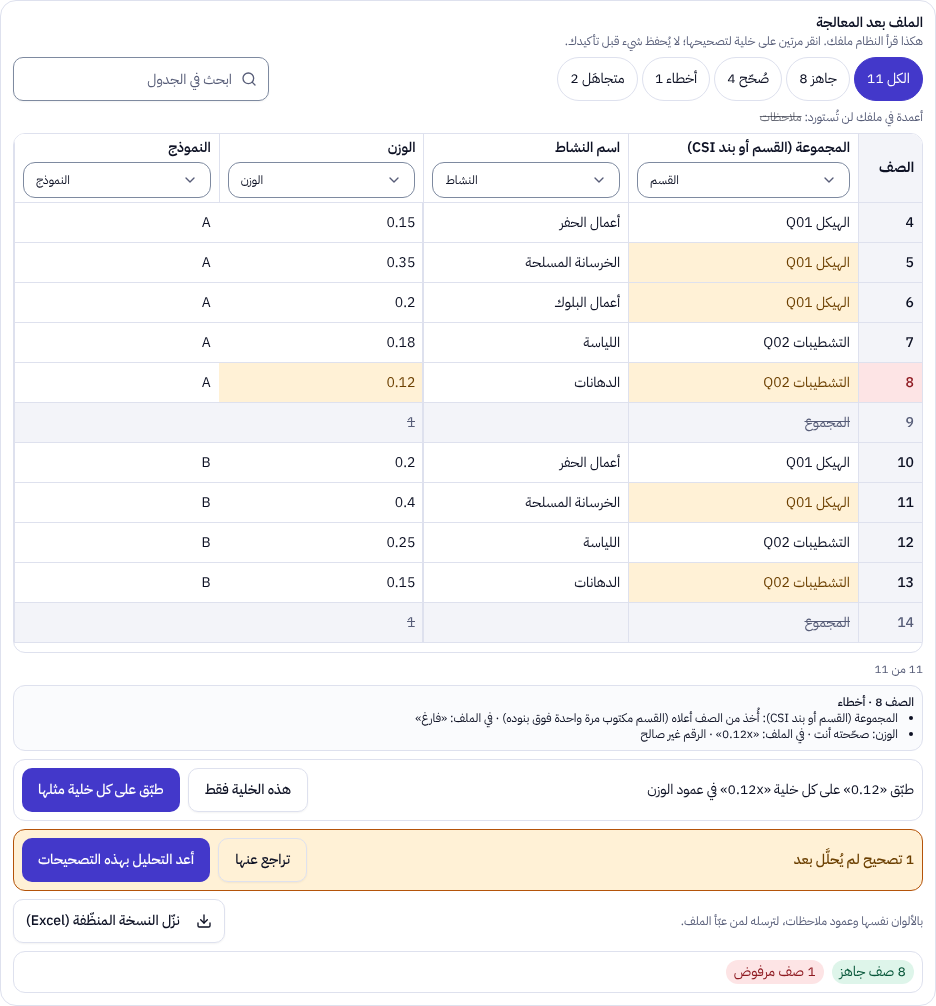 الملف بعد المعالجة
هكذا قرأ النظام ملفك. انقر مرتين على خلية لتصحيحها؛ لا يُحفظ شيء قبل تأكيدك.
الكل 11 جاهز 8 صُحّح 4 أخطاء 1 متجاهَل 2 ابحث في الجدول
أعمدة في ملفك لن تُستورد: ملاحظات
الصف المجموعة (القسم أو بند CSI) اسم النشاط الوزن النموذج
القسم النشاط الوزن النموذج
4 الهيكل Q01 أعمال الحفر 0.15 A
5 الهيكل Q01 الخرسانة المسلحة 0.35 A
6 الهيكل Q01 أعمال البلوك 0.2 A
7 التشطيبات Q02 اللياسة 0.18 A
8 التشطيبات Q02 الدهانات 0.12 A
9 المجموع 1
10 الهيكل Q01 أعمال الحفر 0.2 B
11 الهيكل Q01 الخرسانة المسلحة 0.4 B
12 التشطيبات Q02 اللياسة 0.25 B
13 التشطيبات Q02 الدهانات 0.15 B
14 المجموع 1
11 من 11
الصف 8 · أخطاء
• المجموعة (القسم أو بند CSI): أُخذ من الصف أعلاه (القسم مكتوب مرة واحدة فوق بنوده) · في الملف: «فارغ»
• الوزن: صحّحته أنت · في الملف: «0.12x» · الرقم غير صالح
طبّق «0.12» على كل خلية «0.12x» في عمود الوزن هذه الخلية فقط طبّق على كل خلية مثلها
1 تصحيح لم يُحلَّل بعد تراجع عنها أعد التحليل بهذه التصحيحات
بالألوان نفسها وعمود ملاحظات، لترسله لمن عبّأ الملف. نزّل النسخة المنظّفة (Excel)
8 صف جاهز 1 صف مرفوض